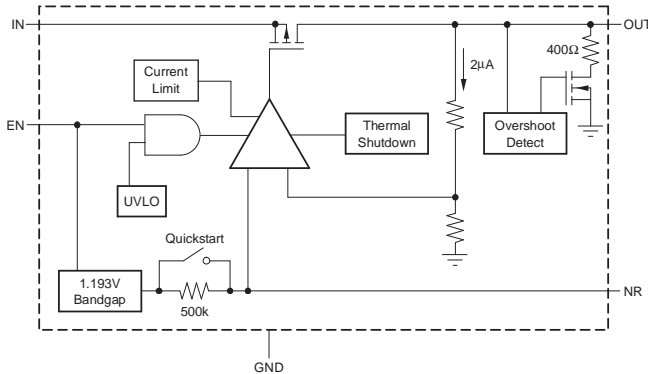 IN
OUT
400Ω
2µA
Current
Limit
EN
Thermal
Shutdown
Overshoot
Detect
UVLO
Quickstart
1.193V
Bandgap
500k
NR
GND